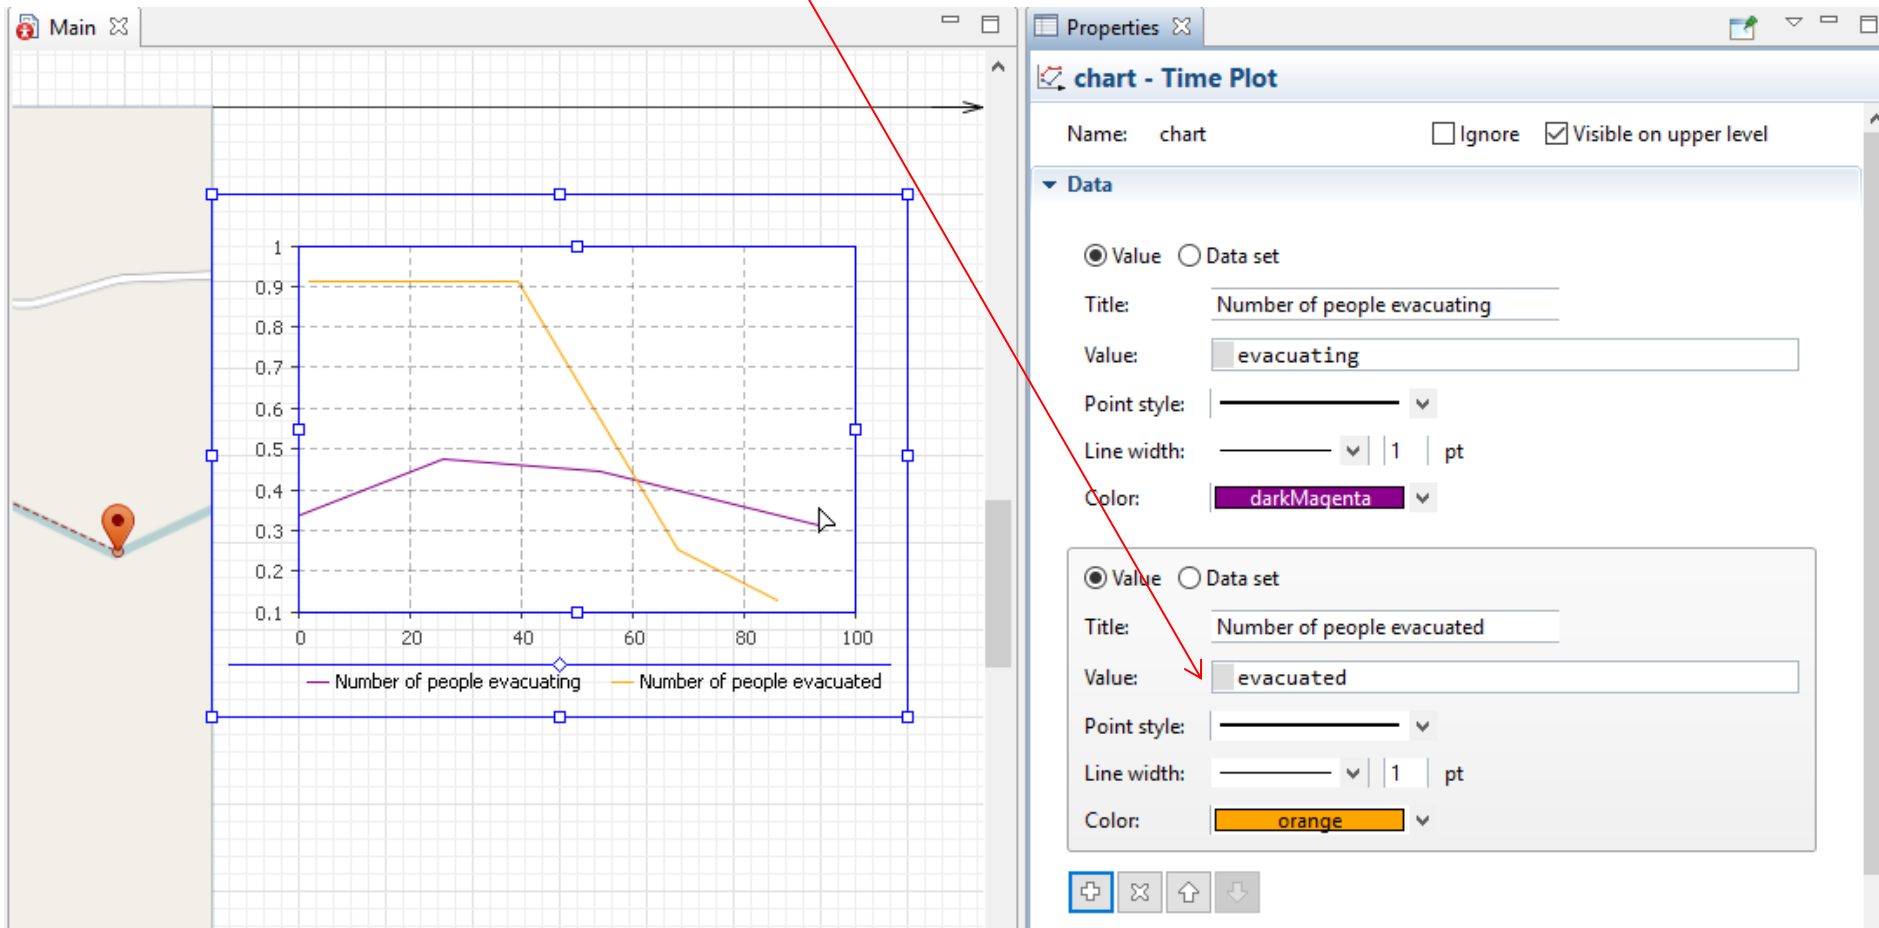 Main
1
0.9
0.8
0.7
0.6
0.5
0.4
0.3
0.2
0.1
0 20 40 60 80 100
Number of people evacuating Number of people evacuated
Properties
chart - Time Plot
Name: chart Ignore Visible on upper level
Data
Value Data set
Title: Number of people evacuating
Value: evacuating
Point style:
Line width: 1 pt
Color: darkMagenta
Value Data set
Title: Number of people evacuated
Value: evacuated
Point style:
Line width: 1 pt
Color: orange